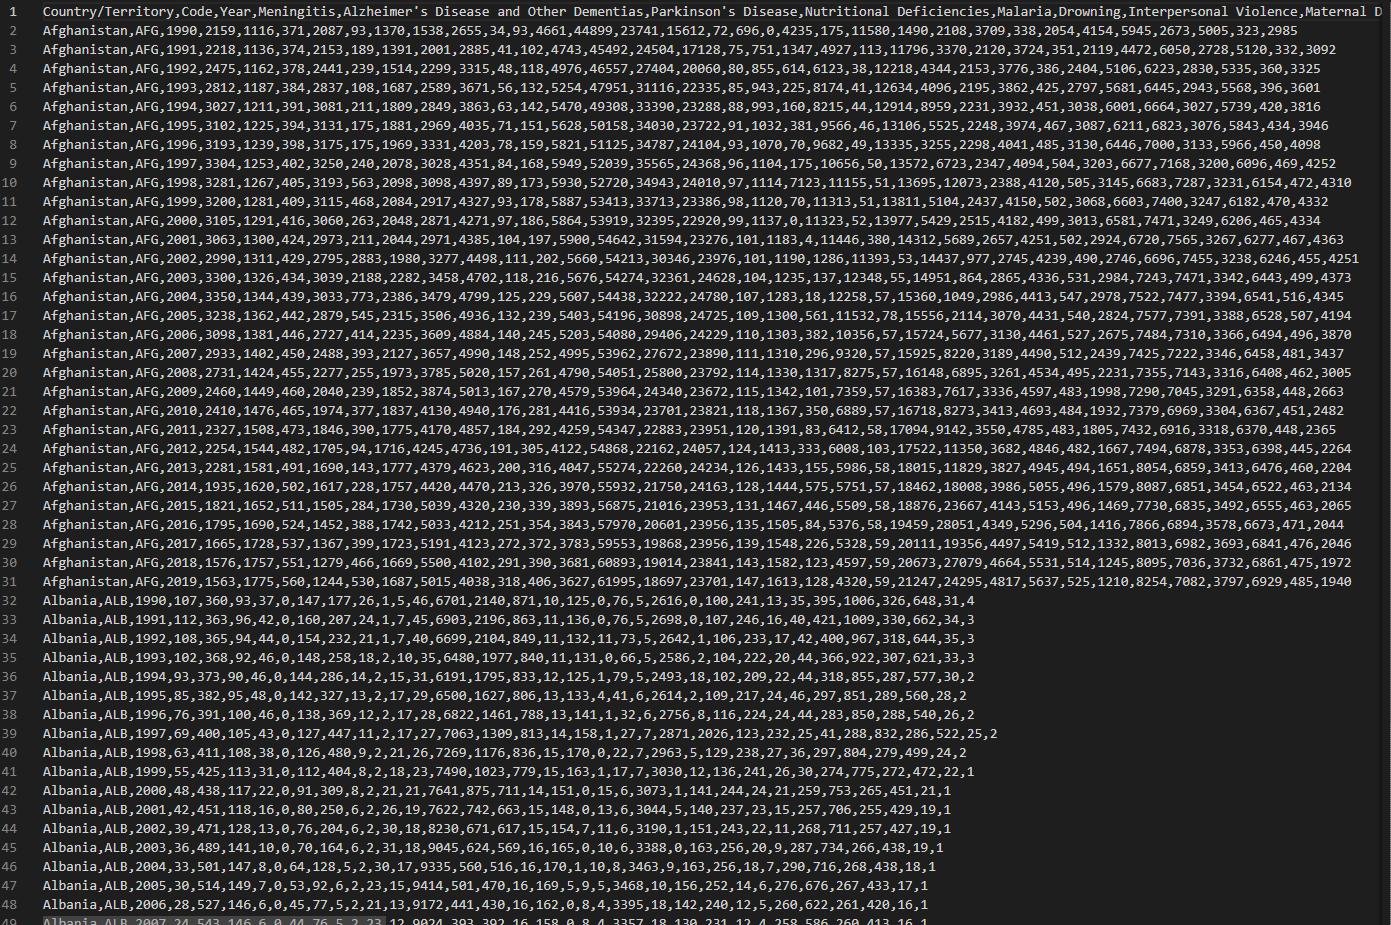 1 Country/Territory,Code,Year,Meningitis,Alzheimer's Disease and Other Dementias,Parkinson's Disease,Nutritional Deficiencies,Malaria,Drowning,Interpersonal Violence,Maternal D
2 Afghanistan,AFG,1990,2159,1116,371,2087,93,1370,1538,2655,34,93,4661,44899,23741,15612,72,696,0,4235,175,11580,1490,2108,3709,338,2054,4154,5945,2673,5005,323,2985
3 Afghanistan,AFG,1991,2218,1136,374,2153,189,1391,2001,2885,41,102,4743,45492,24504,17128,75,751,1347,4927,113,11796,3370,2120,3724,351,2119,4472,6050,2728,5120,332,3092
4 Afghanistan,AFG,1992,2475,1162,378,2441,239,1514,2299,3315,48,118,4976,46557,27404,20060,80,855,614,6123,38,12218,4344,2153,3776,386,2404,5106,6223,2830,5335,360,3325
5 Afghanistan,AFG,1993,2812,1187,384,2837,108,1687,2589,3671,56,132,5254,47951,31116,22335,85,943,225,8174,41,12634,4096,2195,3862,425,2797,5681,6445,2943,5568,396,3601
6 Afghanistan,AFG,1994,3027,1211,391,3081,211,1809,2849,3863,63,142,5470,49308,33390,23288,88,993,160,8215,44,12914,8959,2231,3932,451,3038,6001,6664,3027,5739,420,3816
7 Afghanistan,AFG,1995,3102,1225,394,3131,175,1881,2969,4035,71,151,5628,50158,34030,23722,91,1032,381,9566,46,13106,5525,2248,3974,467,3087,6211,6823,3076,5843,434,3946
8 Afghanistan,AFG,1996,3193,1239,398,3175,175,1969,3331,4203,78,159,5821,51125,34787,24104,93,1070,70,9682,49,13335,3255,2298,4041,485,3130,6446,7000,3133,5966,450,4098
9 Afghanistan,AFG,1997,3304,1253,402,3250,240,2078,3028,4351,84,168,5949,52039,35565,24368,96,1104,175,10656,50,13572,6723,2347,4094,504,3203,6677,7168,3200,6096,469,4252
10 Afghanistan,AFG,1998,3281,1267,405,3193,563,2098,3098,4397,89,173,5930,52720,34943,24010,97,1114,7123,11155,51,13695,12073,2388,4120,505,3145,6683,7287,3231,6154,472,4310
11 Afghanistan,AFG,1999,3200,1281,409,3115,468,2084,2917,4327,93,178,5887,53413,33713,23386,98,1120,70,11313,51,13811,5104,2437,4150,502,3068,6603,7400,3247,6182,470,4332
12 Afghanistan,AFG,2000,3105,1291,416,3060,263,2048,2871,4271,97,186,5864,53919,32395,22920,99,1137,0,11323,52,13977,5429,2515,4182,499,3013,6581,7471,3249,6206,465,4334
13 Afghanistan,AFG,2001,3063,1300,424,2973,211,2044,2971,4385,104,197,5900,54642,31594,23276,101,1183,4,11446,380,14312,5689,2657,4251,502,2924,6720,7565,3267,6277,467,4363
14 Afghanistan,AFG,2002,2990,1311,429,2795,2883,1980,3277,4498,111,202,5660,54213,30346,23976,101,1190,1286,11393,53,14437,977,2745,4239,490,2746,6696,7455,3238,6246,455,4251
15 Afghanistan,AFG,2003,3300,1326,434,3039,2188,2282,3458,4702,118,216,5676,54274,32361,24628,104,1235,137,12348,55,14951,864,2865,4336,531,2984,7243,7471,3342,6443,499,4373
16 Afghanistan,AFG,2004,3350,1344,439,3033,773,2386,3479,4799,125,229,5607,54438,32222,24780,107,1283,18,12258,57,15360,1049,2986,4413,547,2978,7522,7477,3394,6541,516,4345
17 Afghanistan,AFG,2005,3238,1362,442,2879,545,2315,3506,4936,132,239,5403,54196,30898,24725,109,1300,561,11532,78,15556,2114,3070,4431,540,2824,7577,7391,3388,6528,507,4194
18 Afghanistan,AFG,2006,3098,1381,446,2727,414,2235,3609,4884,140,245,5203,54080,29406,24229,110,1303,382,10356,57,15724,5677,3130,4461,527,2675,7484,7310,3366,6494,496,3870
19 Afghanistan,AFG,2007,2933,1402,450,2488,393,2127,3657,4990,148,252,4995,53962,27672,23890,111,1310,296,9320,57,15925,8220,3189,4490,512,2439,7425,7222,3346,6458,481,3437
20 Afghanistan,AFG,2008,2731,1424,455,2277,255,1973,3785,5020,157,261,4790,54051,25800,23792,114,1330,1317,8275,57,16148,6895,3261,4534,495,2231,7355,7143,3316,6408,462,3005
21 Afghanistan,AFG,2009,2460,1449,460,2040,239,1852,3874,5013,167,270,4579,53964,24340,23672,115,1342,101,7359,57,16383,7617,3336,4597,483,1998,7290,7045,3291,6358,448,2663
22 Afghanistan,AFG,2010,2410,1476,465,1974,377,1837,4130,4940,176,281,4416,53934,23701,23821,118,1367,350,6889,57,16718,8273,3413,4693,484,1932,7379,6969,3304,6367,451,2482
23 Afghanistan,AFG,2011,2327,1508,473,1846,390,1775,4170,4857,184,292,4259,54347,22883,23951,120,1391,83,6412,58,17094,9142,3550,4785,483,1805,7432,6916,3318,6370,448,2365
24 Afghanistan,AFG,2012,2254,1544,482,1705,94,1716,4245,4736,191,305,4122,54868,22162,24057,124,1413,333,6008,103,17522,11350,3682,4846,482,1667,7494,6878,3353,6398,445,2264
25 Afghanistan,AFG,2013,2281,1581,491,1690,143,1777,4379,4623,200,316,4047,55274,22260,24234,126,1433,155,5986,58,18015,11829,3827,4945,494,1651,8054,6859,3413,6476,460,2204
26 Afghanistan,AFG,2014,1935,1620,502,1617,228,1757,4420,4470,213,326,3970,55932,21750,24163,128,1444,575,5751,57,18462,18008,3986,5055,496,1579,8087,6851,3454,6522,463,2134
27 Afghanistan,AFG,2015,1821,1652,511,1505,284,1730,5039,4320,230,339,3893,56875,21016,23953,131,1467,446,5509,58,18876,23667,4143,5153,496,1469,7730,6835,3492,6555,463,2065
28 Afghanistan,AFG,2016,1795,1690,524,1452,388,1742,5033,4212,251,354,3843,57970,20601,23956,135,1505,84,5376,58,19459,28051,4349,5296,504,1416,7866,6894,3578,6673,471,2044
29 Afghanistan,AFG,2017,1665,1728,537,1367,399,1723,5191,4123,272,372,3783,59553,19868,23956,139,1548,226,5328,59,20111,19356,4497,5419,512,1332,8013,6982,3693,6841,476,2046
30 Afghanistan,AFG,2018,1576,1757,551,1279,466,1669,5500,4102,291,390,3681,60893,19014,23841,143,1582,123,4597,59,20673,27079,4664,5531,514,1245,8095,7036,3732,6861,475,1972
31 Afghanistan,AFG,2019,1563,1775,560,1244,530,1687,5015,4038,318,406,3627,61995,18697,23701,147,1613,128,4320,59,21247,24295,4817,5637,525,1210,8254,7082,3797,6929,485,1940
32 Albania,ALB,1990,107,360,93,37,0,147,177,26,1,5,46,6701,2140,871,10,125,0,76,5,2616,0,100,241,13,35,395,1006,326,648,31,4
33 Albania,ALB,1991,112,363,96,42,0,160,207,24,1,7,45,6903,2196,863,11,136,0,76,5,2698,0,107,246,16,40,421,1009,330,662,34,3
34 Albania,ALB,1992,108,365,94,44,0,154,232,21,1,7,40,6699,2104,849,11,132,11,73,5,2642,1,106,233,17,42,400,967,318,644,35,3
35 Albania,ALB,1993,102,368,92,46,0,148,258,18,2,10,35,6480,1977,840,11,131,0,66,5,2586,2,104,222,20,44,366,922,307,621,33,3
36 Albania,ALB,1994,93,373,90,46,0,144,286,14,2,15,31,6191,1795,833,12,125,1,79,5,2493,18,102,209,22,44,318,855,287,577,30,2
37 Albania,ALB,1995,85,382,95,48,0,142,327,13,2,17,29,6500,1627,806,13,133,4,41,6,2614,2,109,217,24,46,297,851,289,560,28,2
38 Albania,ALB,1996,76,391,100,46,0,138,369,12,2,17,28,6822,1461,788,13,141,1,32,6,2756,8,116,224,24,44,283,850,288,540,26,2
39 Albania,ALB,1997,69,400,105,43,0,127,447,11,2,17,27,7063,1309,813,14,158,1,27,7,2871,2026,123,232,25,41,288,832,286,522,25,2
40 Albania,ALB,1998,63,411,108,38,0,126,480,9,2,21,26,7269,1176,836,15,170,0,22,7,2963,5,129,238,27,36,297,804,279,499,24,2
41 Albania,ALB,1999,55,425,113,31,0,112,404,8,2,18,23,7490,1023,779,15,163,1,17,7,3030,12,136,241,26,30,274,775,272,472,22,1
42 Albania,ALB,2000,48,438,117,22,0,91,309,8,2,21,21,7641,875,711,14,151,0,15,6,3073,1,141,244,24,21,259,753,265,451,21,1
43 Albania,ALB,2001,42,451,118,16,0,80,250,6,2,26,19,7622,742,663,15,148,0,13,6,3044,5,140,237,23,15,257,706,255,429,19,1
44 Albania,ALB,2002,39,471,128,13,0,76,204,6,2,30,18,8230,671,617,15,154,7,11,6,3190,1,151,243,22,11,268,711,257,427,19,1
45 Albania,ALB,2003,36,489,141,10,0,70,164,6,2,31,18,9045,624,569,16,165,0,10,6,3388,0,163,256,20,9,287,734,266,438,19,1
46 Albania,ALB,2004,33,501,147,8,0,64,128,5,2,30,17,9335,560,516,16,170,1,10,8,3463,9,163,256,18,7,290,716,268,438,18,1
47 Albania,ALB,2005,30,514,149,7,0,53,92,6,2,23,15,9414,501,470,16,169,5,9,5,3468,10,156,252,14,6,276,676,267,433,17,1
48 Albania,ALB,2006,28,527,146,6,0,45,77,5,2,21,13,9172,441,430,16,162,0,8,4,3395,18,142,240,12,5,260,622,261,420,16,1
49 Albania,ALB,2007,24,543,146,6,0,44,76,5,2,23,12,9024,393,392,16,158,0,8,4,3357,18,130,231,12,4,258,586,260,413,16,1